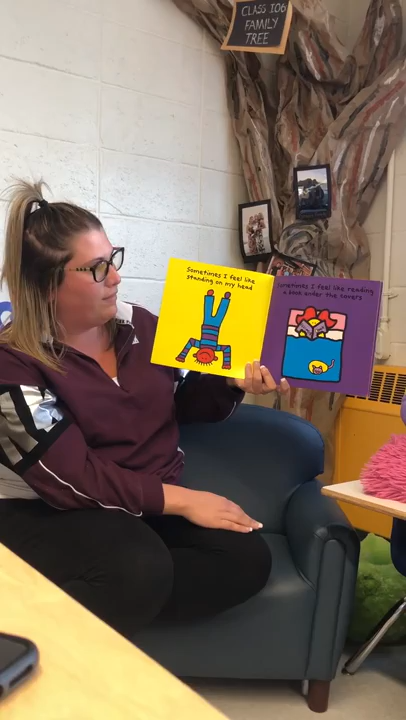 CLASS 106
FAMILY
TREE
Sometimes I feel like
standing on my head
Sometimes I feel like reading
a book under the covers